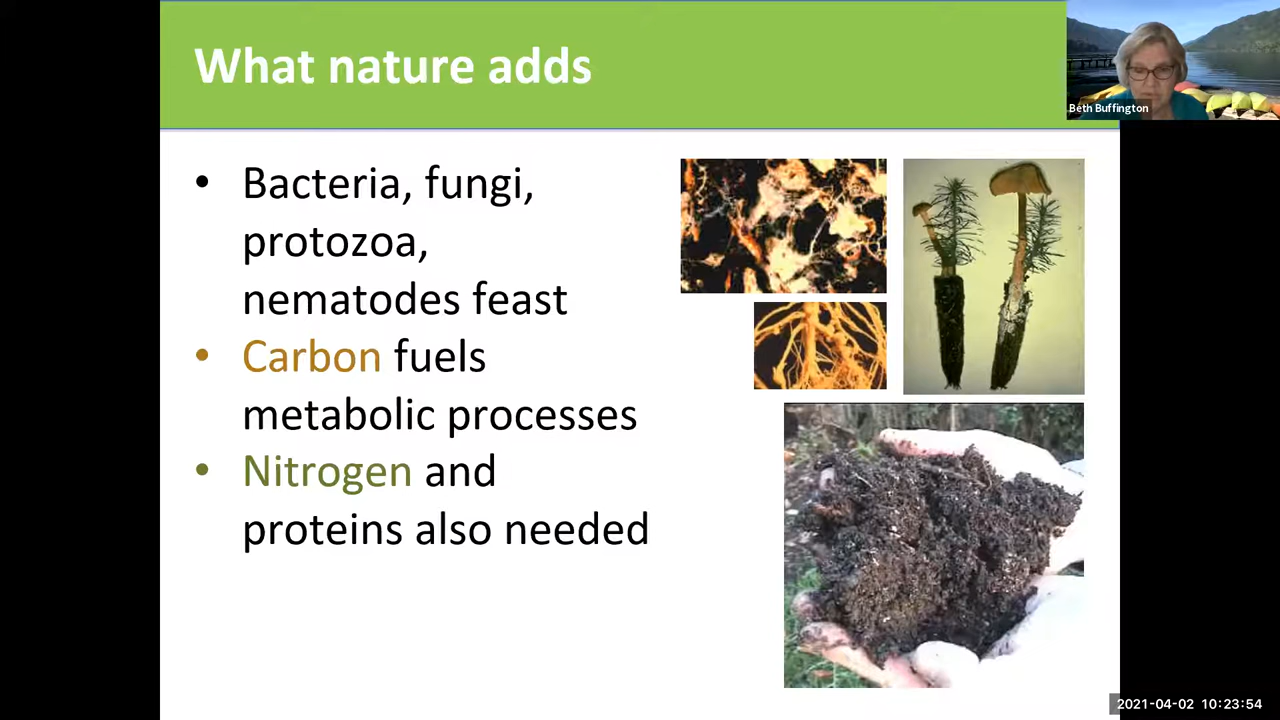 What nature adds
Beth Buffington
• Bacteria, fungi,
protozoa,
nematodes feast
• Carbon fuels
metabolic processes
• Nitrogen and
proteins also needed
2021-04-02 10:23:54